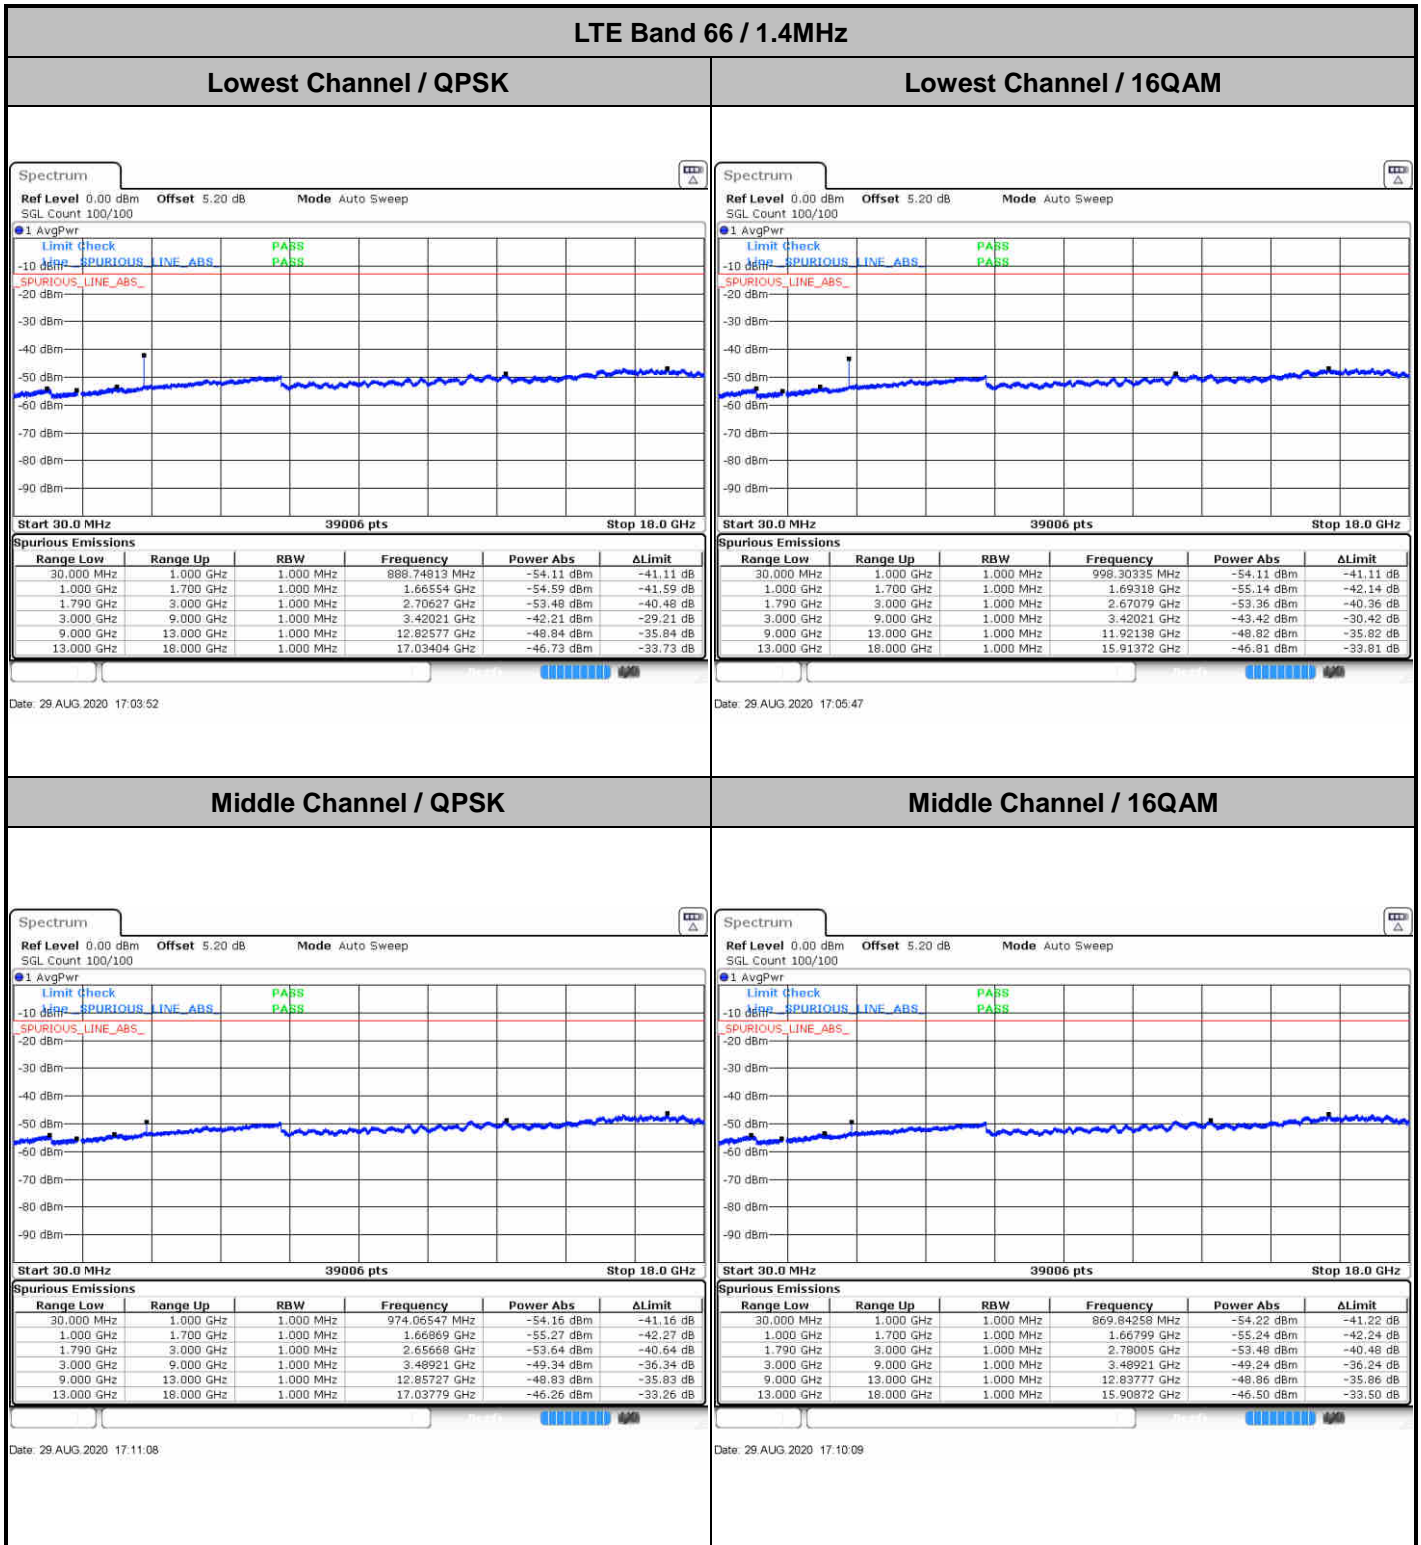 LTE Band 66 / 1.4MHz
Lowest Channel / QPSK
Lowest Channel / 16QAM
Spectrum
Ref Level 0.00 dBm Offset 5.20 dB Mode Auto Sweep
SGL Count 100/100
1 AvgPwr
Limit Check PASS
Line _SPURIOUS_LINE_ABS_ PASS
_SPURIOUS_LINE_ABS_
-10 dBm
-20 dBm
-30 dBm
-40 dBm
-50 dBm
-60 dBm
-70 dBm
-80 dBm
-90 dBm
Start 30.0 MHz 39006 pts Stop 18.0 GHz
Spurious Emissions
Range Low Range Up RBW Frequency Power Abs ΔLimit
30.000 MHz 1.000 GHz 1.000 MHz 888.74813 MHz -54.11 dBm -41.11 dB
1.000 GHz 1.700 GHz 1.000 MHz 1.66554 GHz -54.59 dBm -41.59 dB
1.790 GHz 3.000 GHz 1.000 MHz 2.70627 GHz -53.48 dBm -40.48 dB
3.000 GHz 9.000 GHz 1.000 MHz 3.42021 GHz -42.21 dBm -29.21 dB
9.000 GHz 13.000 GHz 1.000 MHz 12.82577 GHz -48.84 dBm -35.84 dB
13.000 GHz 18.000 GHz 1.000 MHz 17.03404 GHz -46.73 dBm -33.73 dB
Date: 29.AUG.2020 17:03:52
Spectrum
Ref Level 0.00 dBm Offset 5.20 dB Mode Auto Sweep
SGL Count 100/100
1 AvgPwr
Limit Check PASS
Line _SPURIOUS_LINE_ABS_ PASS
_SPURIOUS_LINE_ABS_
-10 dBm
-20 dBm
-30 dBm
-40 dBm
-50 dBm
-60 dBm
-70 dBm
-80 dBm
-90 dBm
Start 30.0 MHz 39006 pts Stop 18.0 GHz
Spurious Emissions
Range Low Range Up RBW Frequency Power Abs ΔLimit
30.000 MHz 1.000 GHz 1.000 MHz 998.30335 MHz -54.11 dBm -41.11 dB
1.000 GHz 1.700 GHz 1.000 MHz 1.69318 GHz -55.14 dBm -42.14 dB
1.790 GHz 3.000 GHz 1.000 MHz 2.67079 GHz -53.36 dBm -40.36 dB
3.000 GHz 9.000 GHz 1.000 MHz 3.42021 GHz -43.42 dBm -30.42 dB
9.000 GHz 13.000 GHz 1.000 MHz 11.92138 GHz -48.82 dBm -35.82 dB
13.000 GHz 18.000 GHz 1.000 MHz 15.91372 GHz -46.81 dBm -33.81 dB
Date: 29.AUG.2020 17:05:47
Middle Channel / QPSK
Middle Channel / 16QAM
Spectrum
Ref Level 0.00 dBm Offset 5.20 dB Mode Auto Sweep
SGL Count 100/100
1 AvgPwr
Limit Check PASS
Line _SPURIOUS_LINE_ABS_ PASS
_SPURIOUS_LINE_ABS_
-10 dBm
-20 dBm
-30 dBm
-40 dBm
-50 dBm
-60 dBm
-70 dBm
-80 dBm
-90 dBm
Start 30.0 MHz 39006 pts Stop 18.0 GHz
Spurious Emissions
Range Low Range Up RBW Frequency Power Abs ΔLimit
30.000 MHz 1.000 GHz 1.000 MHz 974.06547 MHz -54.16 dBm -41.16 dB
1.000 GHz 1.700 GHz 1.000 MHz 1.66869 GHz -55.27 dBm -42.27 dB
1.790 GHz 3.000 GHz 1.000 MHz 2.65668 GHz -53.64 dBm -40.64 dB
3.000 GHz 9.000 GHz 1.000 MHz 3.48921 GHz -49.34 dBm -36.34 dB
9.000 GHz 13.000 GHz 1.000 MHz 12.85727 GHz -48.83 dBm -35.83 dB
13.000 GHz 18.000 GHz 1.000 MHz 17.03779 GHz -46.26 dBm -33.26 dB
Date: 29.AUG.2020 17:11:08
Spectrum
Ref Level 0.00 dBm Offset 5.20 dB Mode Auto Sweep
SGL Count 100/100
1 AvgPwr
Limit Check PASS
Line _SPURIOUS_LINE_ABS_ PASS
_SPURIOUS_LINE_ABS_
-10 dBm
-20 dBm
-30 dBm
-40 dBm
-50 dBm
-60 dBm
-70 dBm
-80 dBm
-90 dBm
Start 30.0 MHz 39006 pts Stop 18.0 GHz
Spurious Emissions
Range Low Range Up RBW Frequency Power Abs ΔLimit
30.000 MHz 1.000 GHz 1.000 MHz 869.84258 MHz -54.22 dBm -41.22 dB
1.000 GHz 1.700 GHz 1.000 MHz 1.66799 GHz -55.24 dBm -42.24 dB
1.790 GHz 3.000 GHz 1.000 MHz 2.78005 GHz -53.48 dBm -40.48 dB
3.000 GHz 9.000 GHz 1.000 MHz 3.48921 GHz -49.24 dBm -36.24 dB
9.000 GHz 13.000 GHz 1.000 MHz 12.83777 GHz -48.86 dBm -35.86 dB
13.000 GHz 18.000 GHz 1.000 MHz 15.90872 GHz -46.50 dBm -33.50 dB
Date: 29.AUG.2020 17:10:09